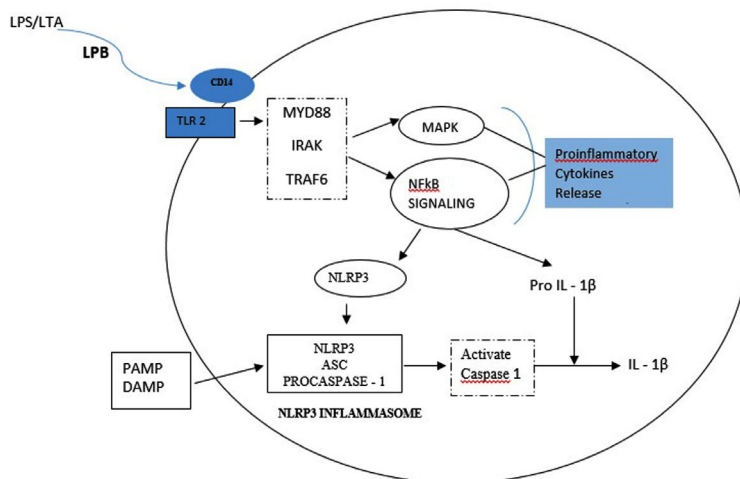 LPS/LTA
LPB
CD14
TLR 2
MYD88
IRAK
TRAF6
MAPK
NFkB
SIGNALING
Proinflammatory
Cytokines
Release
NLRP3
Pro IL - 1β
PAMP
DAMP
NLRP3
ASC
PROCASPASE - 1
Activate
Caspase 1
IL - 1β
NLRP3 INFLAMMASOME